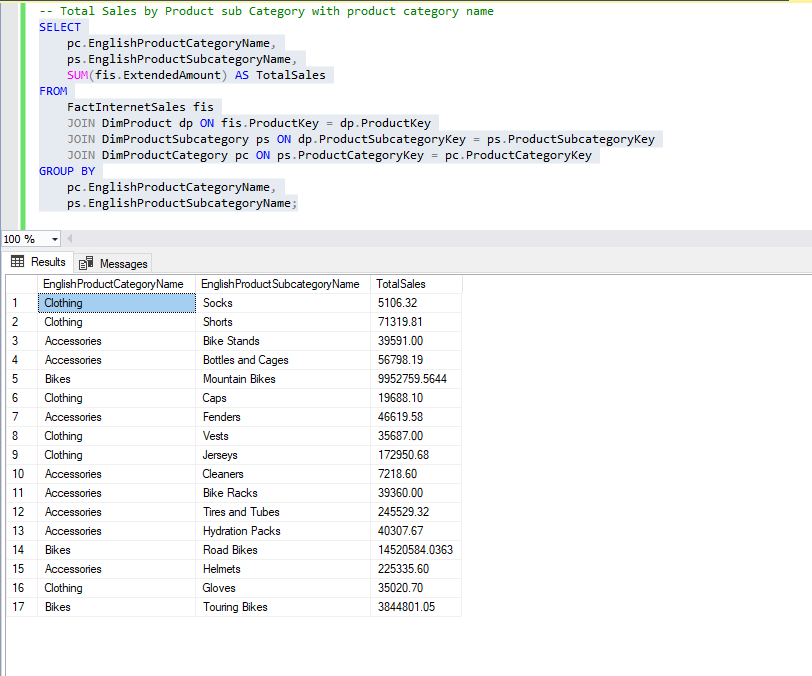 -- Total Sales by Product sub Category with product category name
SELECT
pc.EnglishProductCategoryName,
ps.EnglishProductSubcategoryName,
SUM(fis.ExtendedAmount) AS TotalSales
FROM
FactInternetSales fis
JOIN DimProduct dp ON fis.ProductKey = dp.ProductKey
JOIN DimProductSubcategory ps ON dp.ProductSubcategoryKey = ps.ProductSubcategoryKey
JOIN DimProductCategory pc ON ps.ProductCategoryKey = pc.ProductCategoryKey
GROUP BY
pc.EnglishProductCategoryName,
ps.EnglishProductSubcategoryName;
100 %
Results Messages
EnglishProductCategoryName EnglishProductSubcategoryName TotalSales
1 Clothing Socks 5106.32
2 Clothing Shorts 71319.81
3 Accessories Bike Stands 39591.00
4 Accessories Bottles and Cages 56798.19
5 Bikes Mountain Bikes 9952759.5644
6 Clothing Caps 19688.10
7 Accessories Fenders 46619.58
8 Clothing Vests 35687.00
9 Clothing Jerseys 172950.68
10 Accessories Cleaners 7218.60
11 Accessories Bike Racks 39360.00
12 Accessories Tires and Tubes 245529.32
13 Accessories Hydration Packs 40307.67
14 Bikes Road Bikes 14520584.0363
15 Accessories Helmets 225335.60
16 Clothing Gloves 35020.70
17 Bikes Touring Bikes 3844801.05